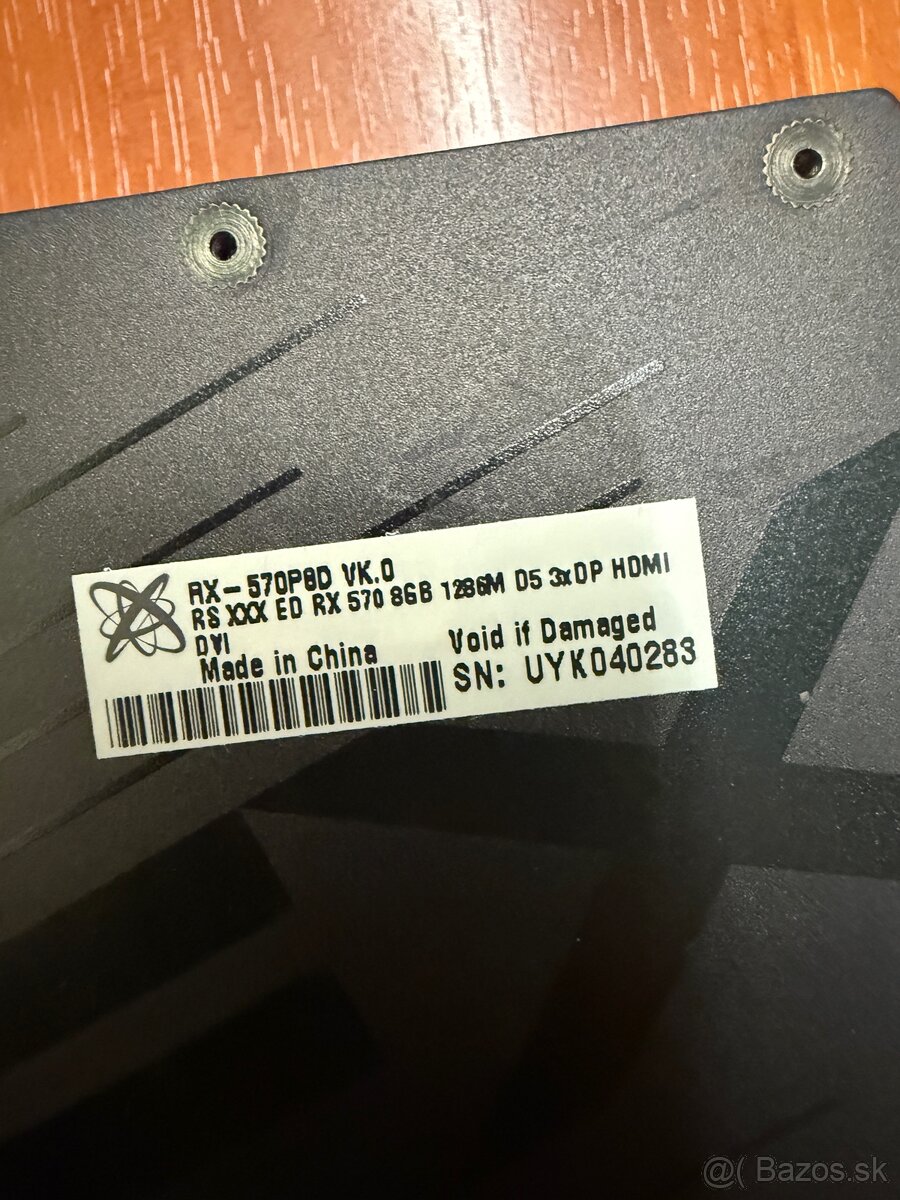 RX-570P8D VK.0
RS XXX ED RX 570 8GB 1286M D5 3xDP HDMI
DVI
Made in China
Void if Damaged
SN: UYK040283
@( Bazos.sk